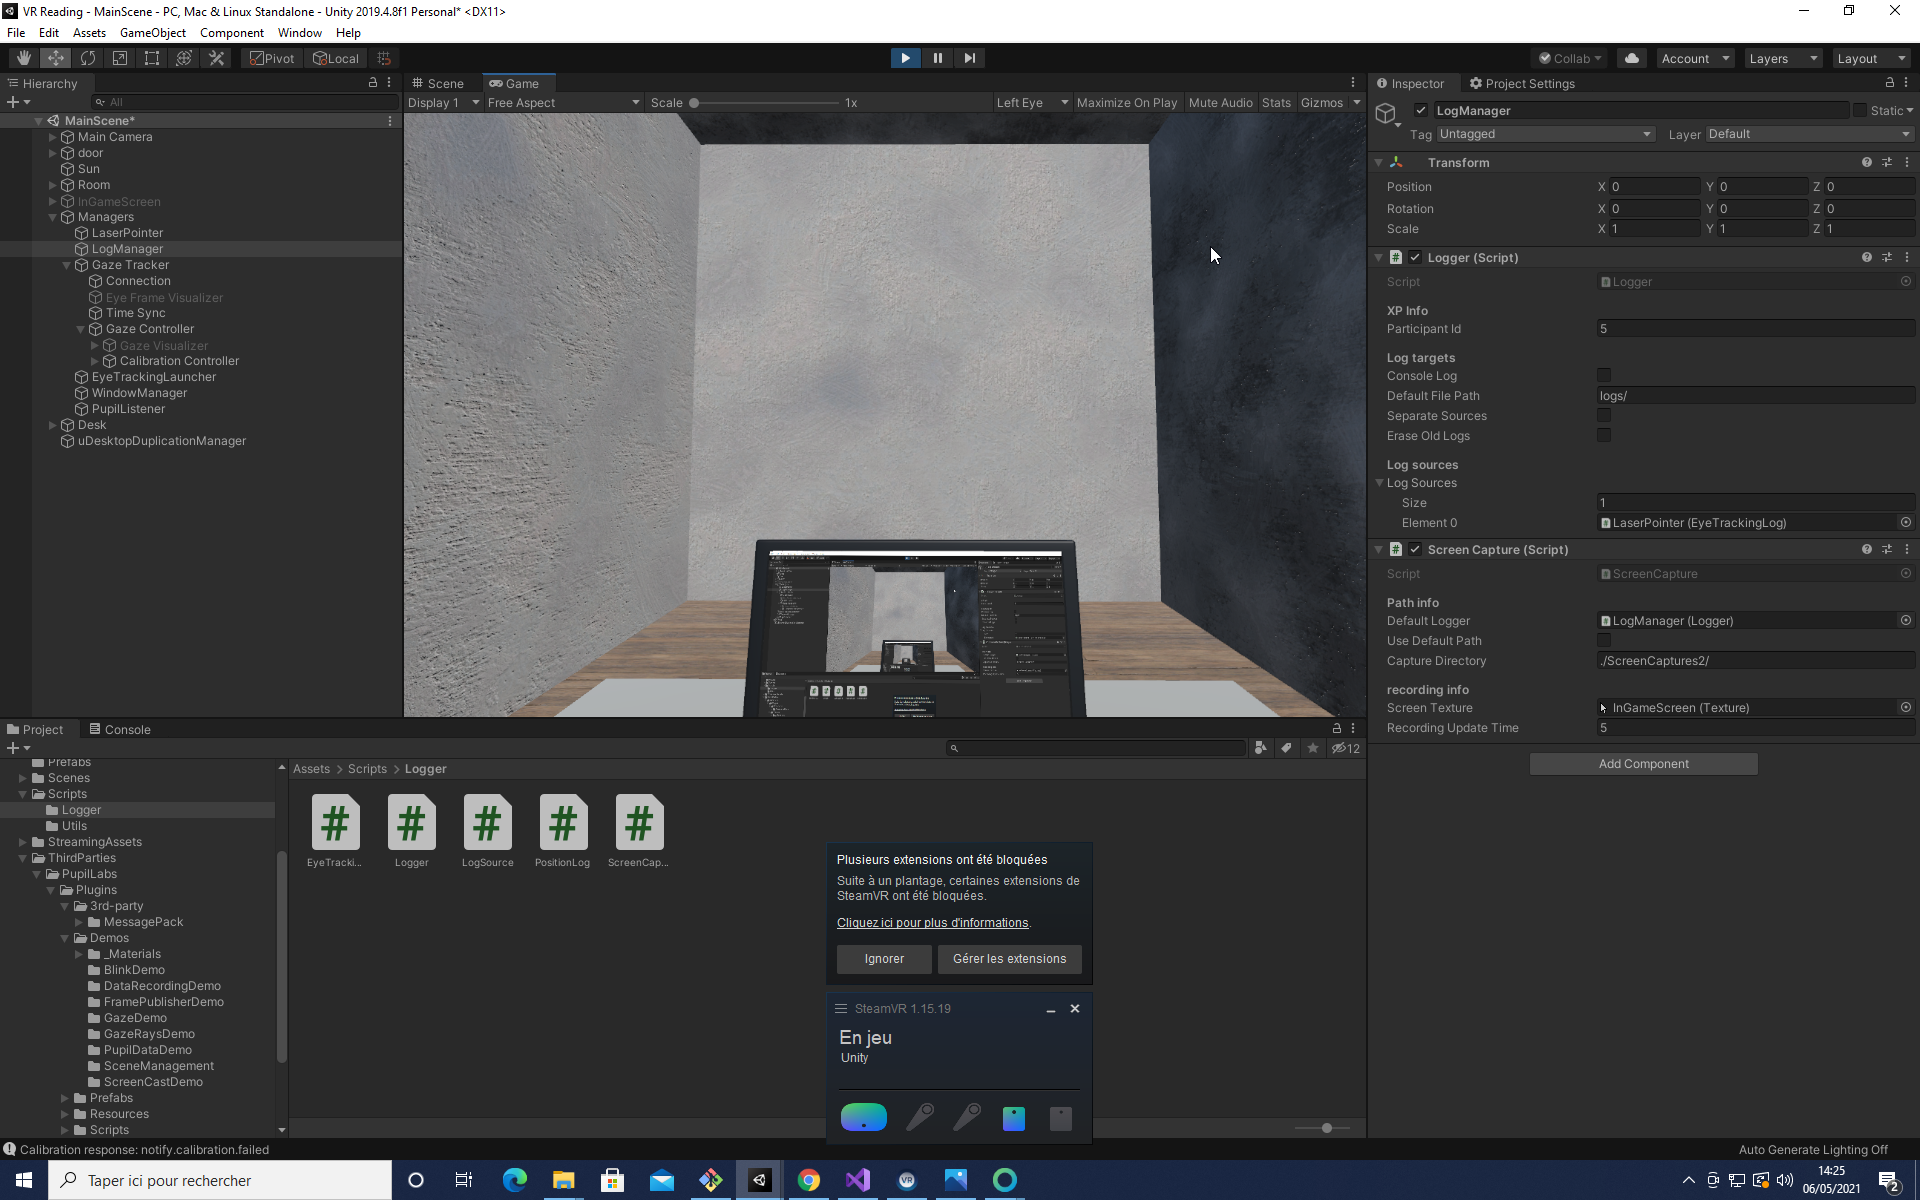 VR Reading - MainScene - PC, Mac & Linux Standalone - Unity 2019.4.8f1 Personal* <DX11>
File Edit Assets GameObject Component Window Help
Pivot Local
Collab Account Layers Layout
Hierarchy
All
MainScene*
Main Camera
door
Sun
Room
InGameScreen
Managers
LaserPointer
LogManager
Gaze Tracker
Connection
Eye Frame Visualizer
Time Sync
Gaze Controller
Gaze Visualizer
Calibration Controller
EyeTrackingLauncher
WindowManager
PupilListener
Desk
uDesktopDuplicationManager
Scene Game
Display 1 Free Aspect Scale 1x Left Eye Maximize On Play Mute Audio Stats Gizmos
Inspector Project Settings
LogManager Static
Tag Untagged Layer Default
Transform
Position X 0 Y 0 Z 0
Rotation X 0 Y 0 Z 0
Scale X 1 Y 1 Z 1
# Logger (Script)
Script Logger
XP Info
Participant Id 5
Log targets
Console Log
Default File Path logs/
Separate Sources
Erase Old Logs
Log sources
Log Sources
Size 1
Element 0 LaserPointer (EyeTrackingLog)
# Screen Capture (Script)
Script ScreenCapture
Path info
Default Logger LogManager (Logger)
Use Default Path
Capture Directory ./ScreenCaptures2/
recording info
Screen Texture InGameScreen (Texture)
Recording Update Time 5
Add Component
Project Console
12
Prefabs
Scenes
Scripts
Logger
Utils
StreamingAssets
ThirdParties
PupilLabs
Plugins
3rd-party
MessagePack
Demos
_Materials
BlinkDemo
DataRecordingDemo
FramePublisherDemo
GazeDemo
GazeRaysDemo
PupilDataDemo
SceneManagement
ScreenCastDemo
Prefabs
Resources
Scripts
Assets > Scripts > Logger
# # # # #
EyeTracki... Logger LogSource PositionLog ScreenCap...
Plusieurs extensions ont été bloquées
Suite à un plantage, certaines extensions de
SteamVR ont été bloquées.
Cliquez ici pour plus d'informations.
Ignorer Gérer les extensions
SteamVR 1.15.19
En jeu
Unity
Calibration response: notify.calibration.failed
Auto Generate Lighting Off
Taper ici pour rechercher
VR
14:25
06/05/2021
2